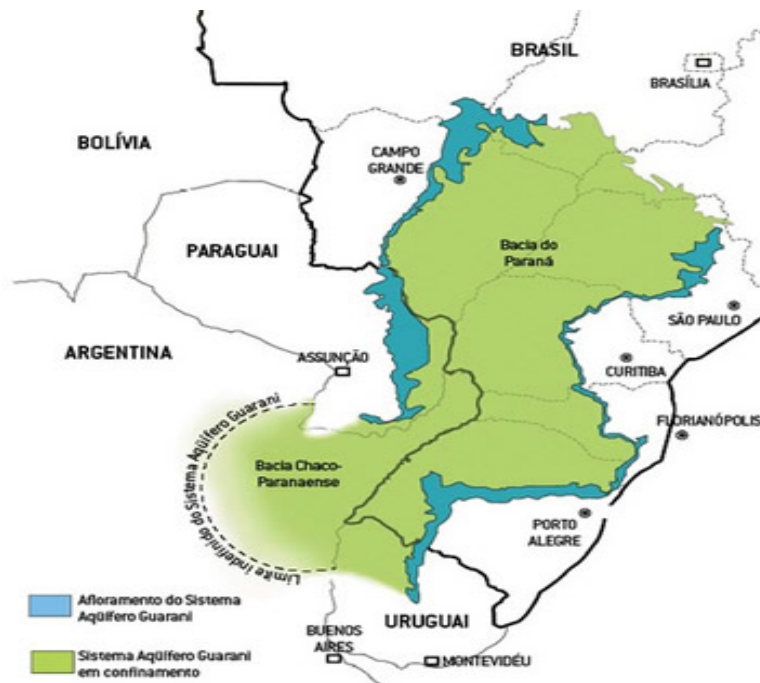 BRASIL
BRASÍLIA
BOLÍVIA
CAMPO
GRANDE
Bacia do
Paraná
PARAGUAI
SÃO PAULO
ARGENTINA
ASSUNÇÃO
CURITIBA
FLORIANÓPOLIS
Limite indefinido do Sistema Aqüífero Guarani
Bacia Chaco-
Paranaense
PORTO
ALEGRE
Afloramento do Sistema
Aqüífero Guarani
URUGUAI
BUENOS
AIRES
MONTEVIDÉU
Sistema Aqüífero Guarani
em confinamento